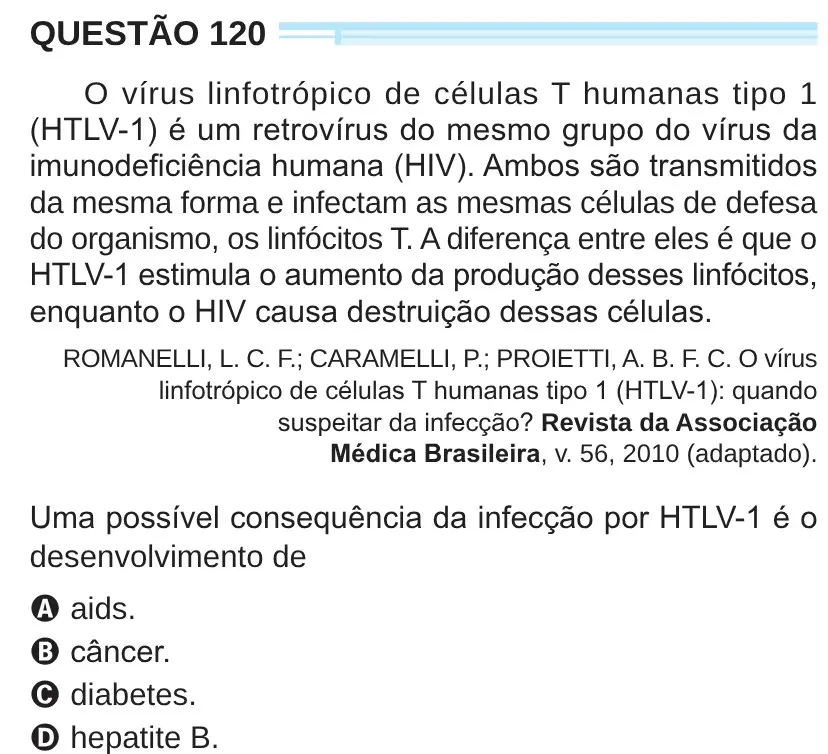 QUESTÃO 120
O vírus linfotrópico de células T humanas tipo 1
(HTLV-1) é um retrovírus do mesmo grupo do vírus da
imunodeficiência humana (HIV). Ambos são transmitidos
da mesma forma e infectam as mesmas células de defesa
do organismo, os linfócitos T. A diferença entre eles é que o
HTLV-1 estimula o aumento da produção desses linfócitos,
enquanto o HIV causa destruição dessas células.
ROMANELLI, L. C. F.; CARAMELLI, P.; PROIETTI, A. B. F. C. O vírus
linfotrópico de células T humanas tipo 1 (HTLV-1): quando
suspeitar da infecção? Revista da Associação
Médica Brasileira, v. 56, 2010 (adaptado).
Uma possível consequência da infecção por HTLV-1 é o
desenvolvimento de
A aids.
B câncer.
C diabetes.
D hepatite B.